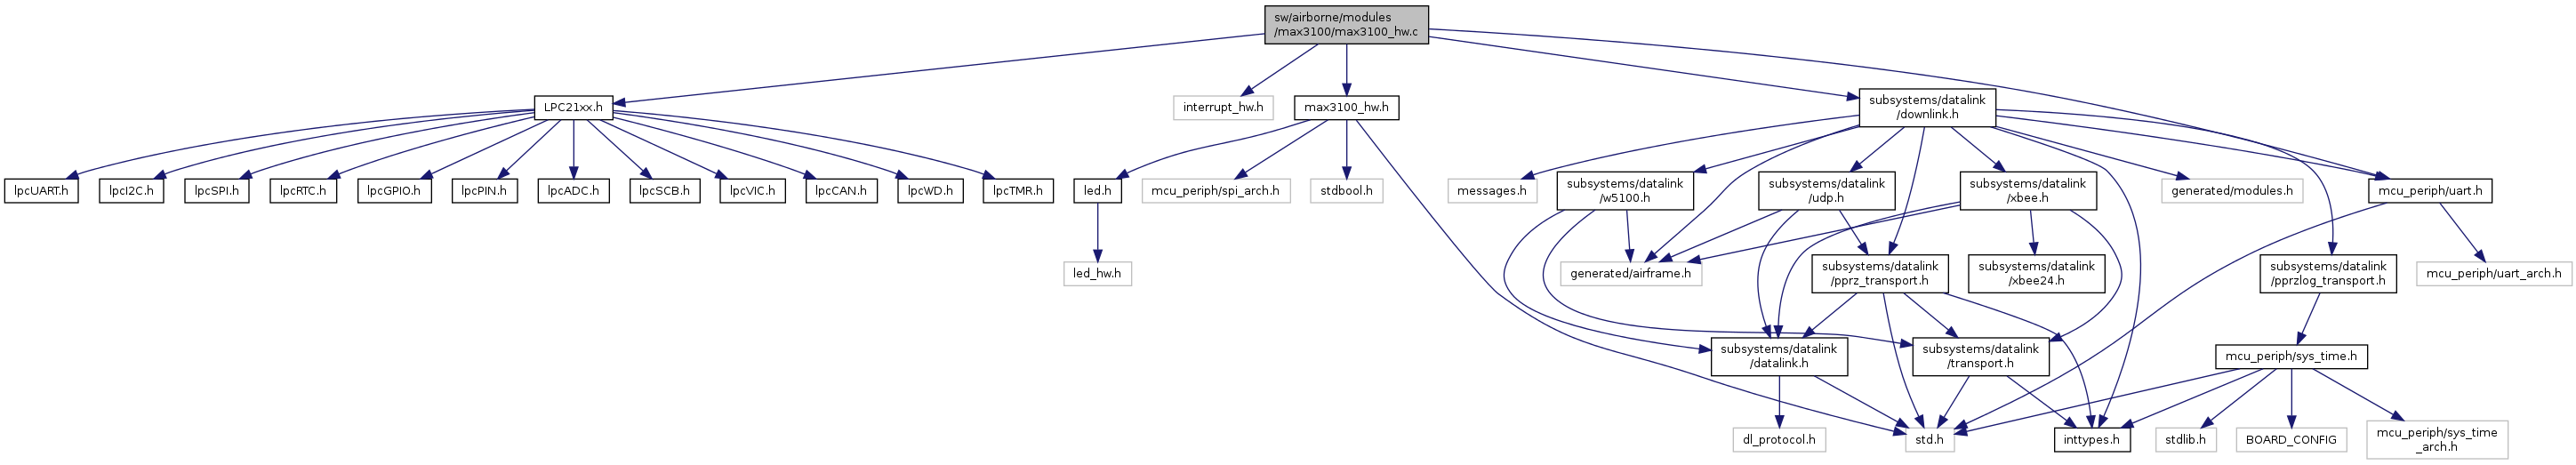 sw/airborne/modules
/max3100/max3100_hw.c
LPC21xx.h
interrupt_hw.h
max3100_hw.h
subsystems/datalink
/downlink.h
lpcUART.h
lpcI2C.h
lpcSPI.h
lpcRTC.h
lpcGPIO.h
lpcPIN.h
lpcADC.h
lpcSCB.h
lpcVIC.h
lpcCAN.h
lpcWD.h
lpcTMR.h
led.h
mcu_periph/spi_arch.h
stdbool.h
messages.h
subsystems/datalink
/w5100.h
subsystems/datalink
/udp.h
subsystems/datalink
/xbee.h
generated/modules.h
mcu_periph/uart.h
led_hw.h
generated/airframe.h
subsystems/datalink
/pprz_transport.h
subsystems/datalink
/xbee24.h
subsystems/datalink
/pprzlog_transport.h
mcu_periph/uart_arch.h
subsystems/datalink
/datalink.h
subsystems/datalink
/transport.h
mcu_periph/sys_time.h
dl_protocol.h
std.h
inttypes.h
stdlib.h
BOARD_CONFIG
mcu_periph/sys_time
_arch.h